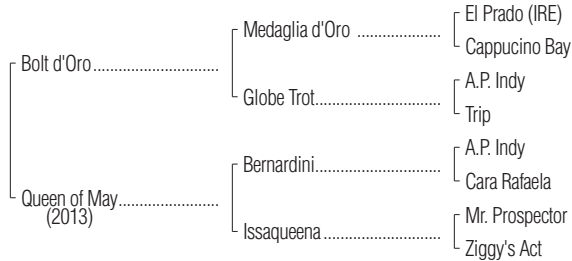 Bolt d'Oro..............................
Medaglia d'Oro ....................
El Prado (IRE)
Cappucino Bay
Globe Trot..............................
A.P. Indy
Trip
Queen of May........................
(2013)
Bernardini..............................
A.P. Indy
Cara Rafaela
Issaqueena ............................
Mr. Prospector
Ziggy's Act